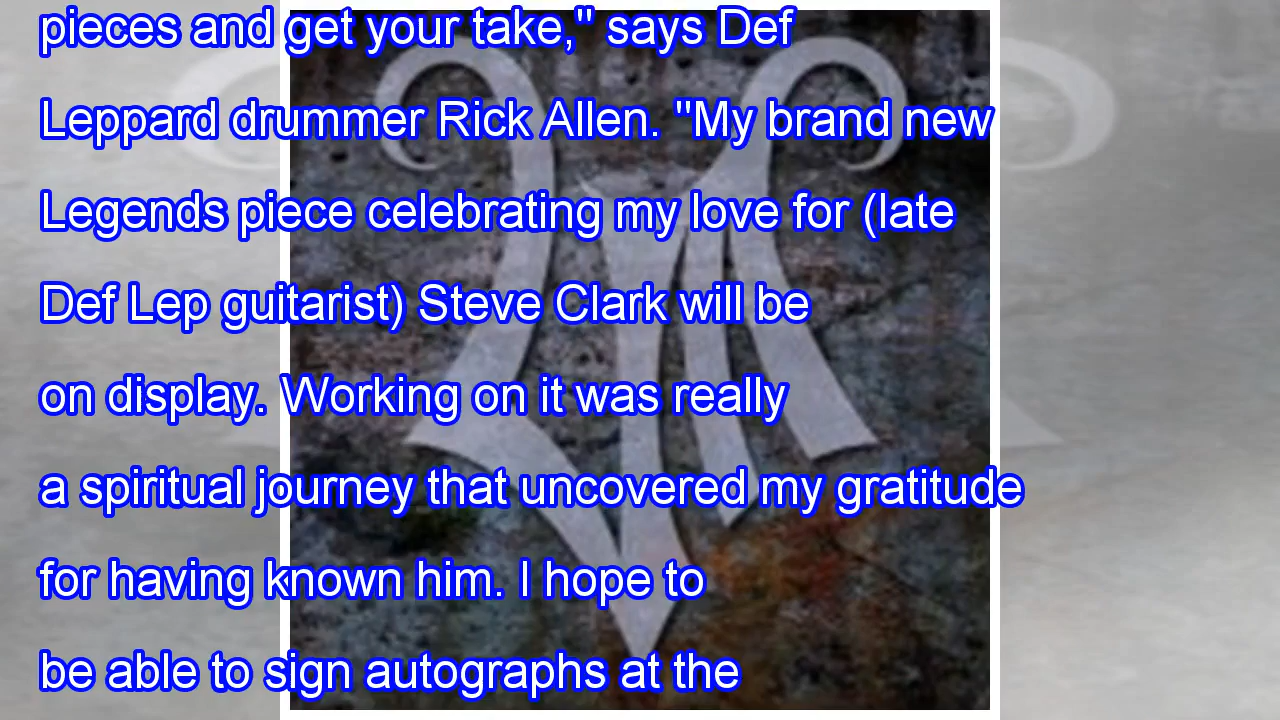 pieces and get your take," says Def
Leppard drummer Rick Allen. "My brand new
Legends piece celebrating my love for (late
Def Lep guitarist) Steve Clark will be
on display. Working on it was really
a spiritual journey that uncovered my gratitude
for having known him. I hope to
be able to sign autographs at the